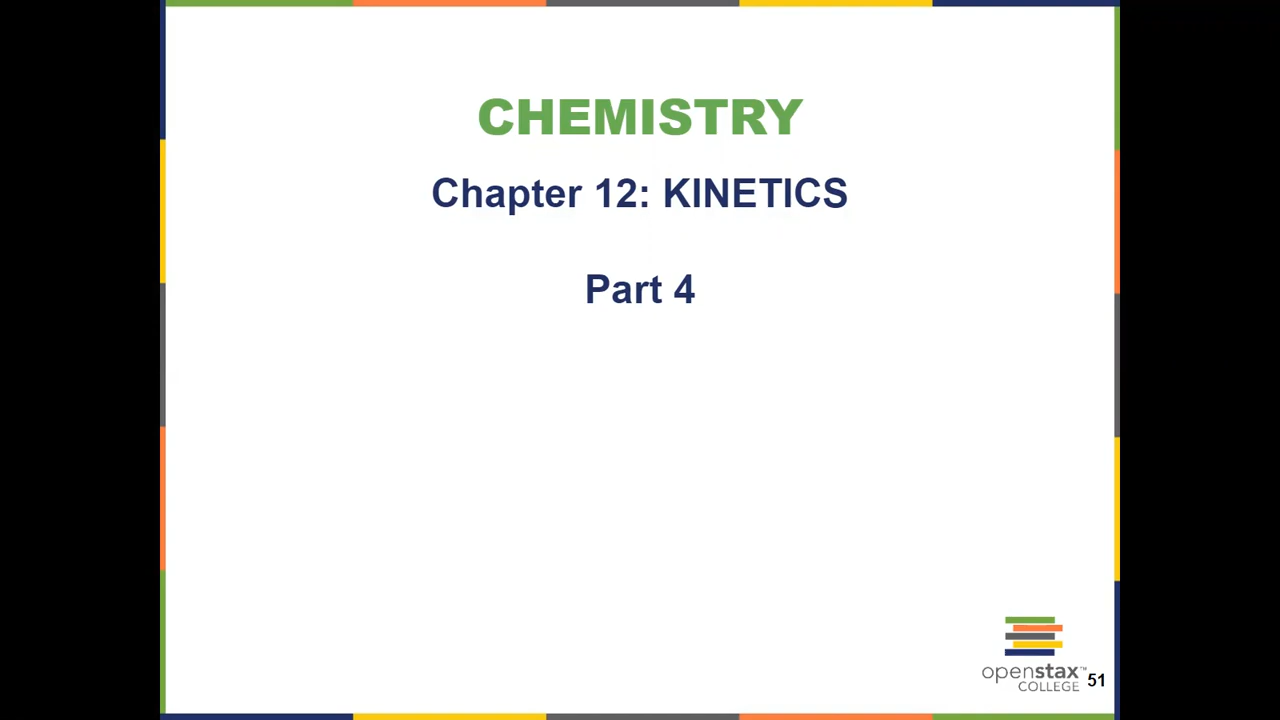 CHEMISTRY
Chapter 12: KINETICS
Part 4
openstax™
COLLEGE
51